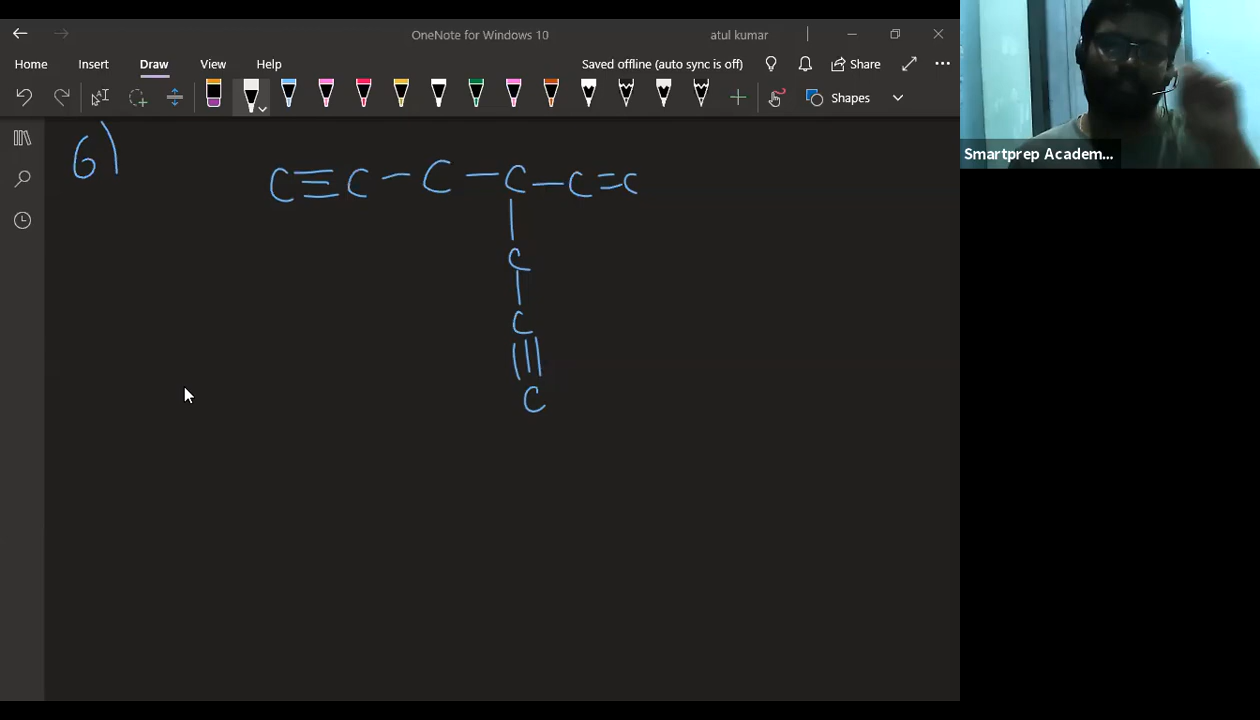 OneNote for Windows 10
atul kumar
Home Insert Draw View Help
Saved offline (auto sync is off)
Share
Shapes
Smartprep Academ...
6)
C≡C-C-C-C=C
|
C
|
C
|||
C